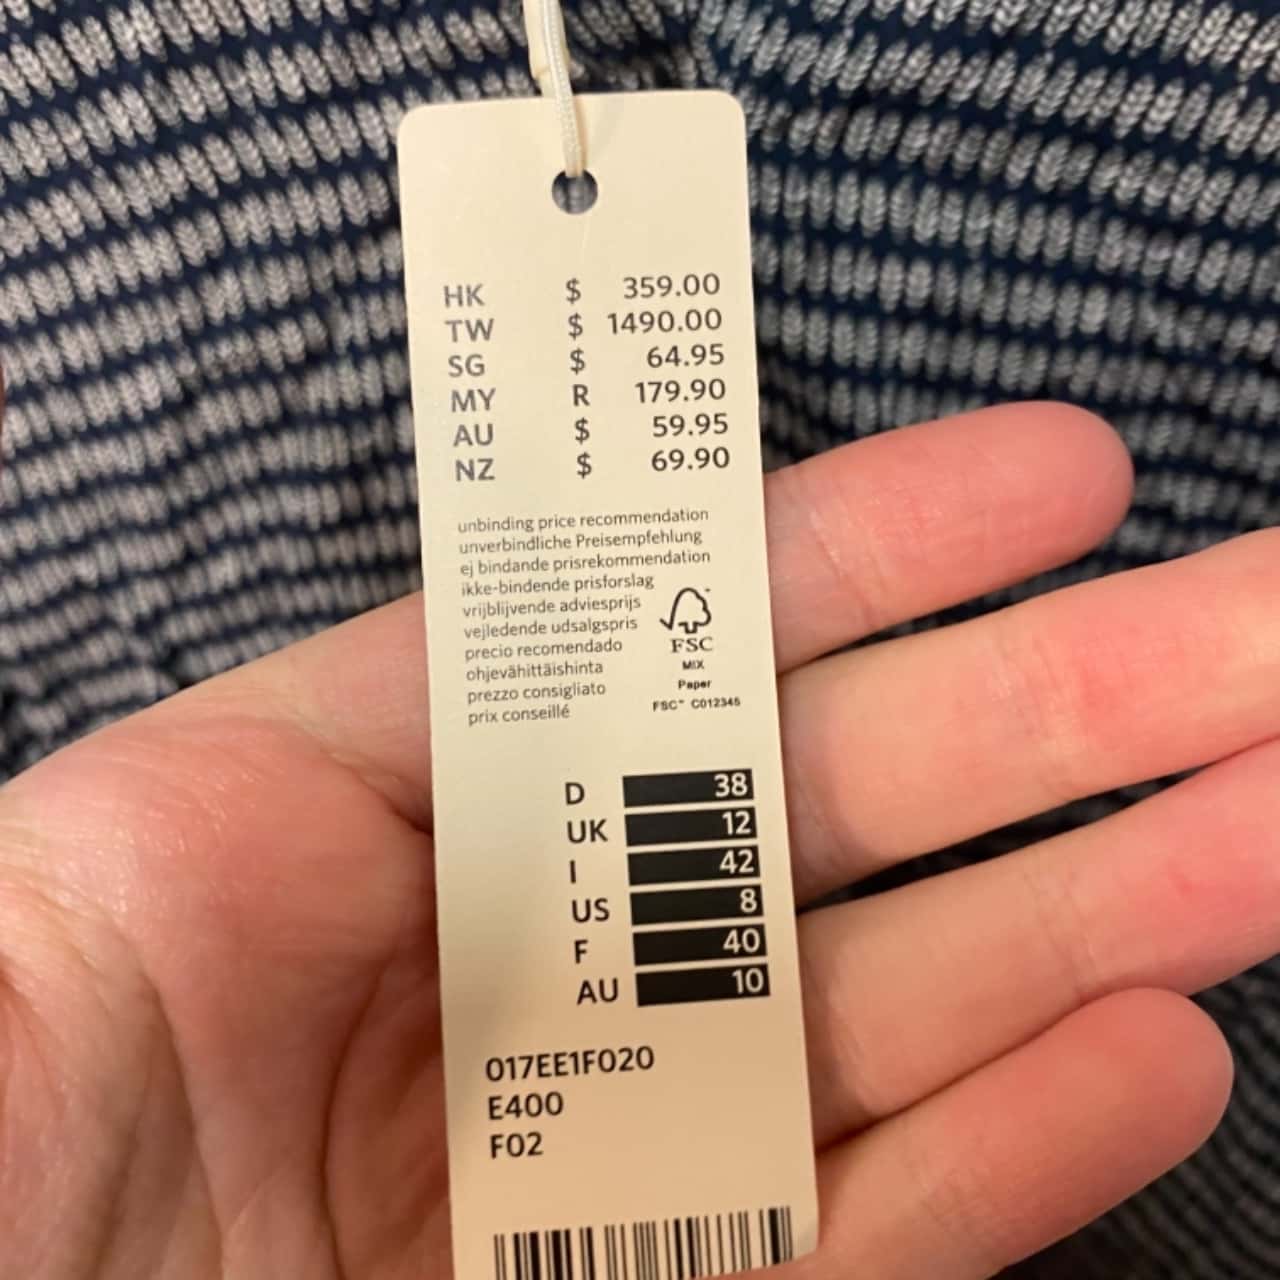 HK $ 359.00
TW $ 1490.00
SG $ 64.95
MY R 179.90
AU $ 59.95
NZ $ 69.90
unbinding price recommendation
unverbindliche Preisempfehlung
ej bindande prisrekommendation
ikke-bindende prisforslag
vrijblijvende adviesprijs
vejledende udsalgspris
precio recomendado
ohjevähittäishinta
prezzo consigliato
prix conseillé
FSC
MIX
Paper
FSC™ C012345
D 38
UK 12
I 42
US 8
F 40
AU 10
017EE1F020
E400
F02